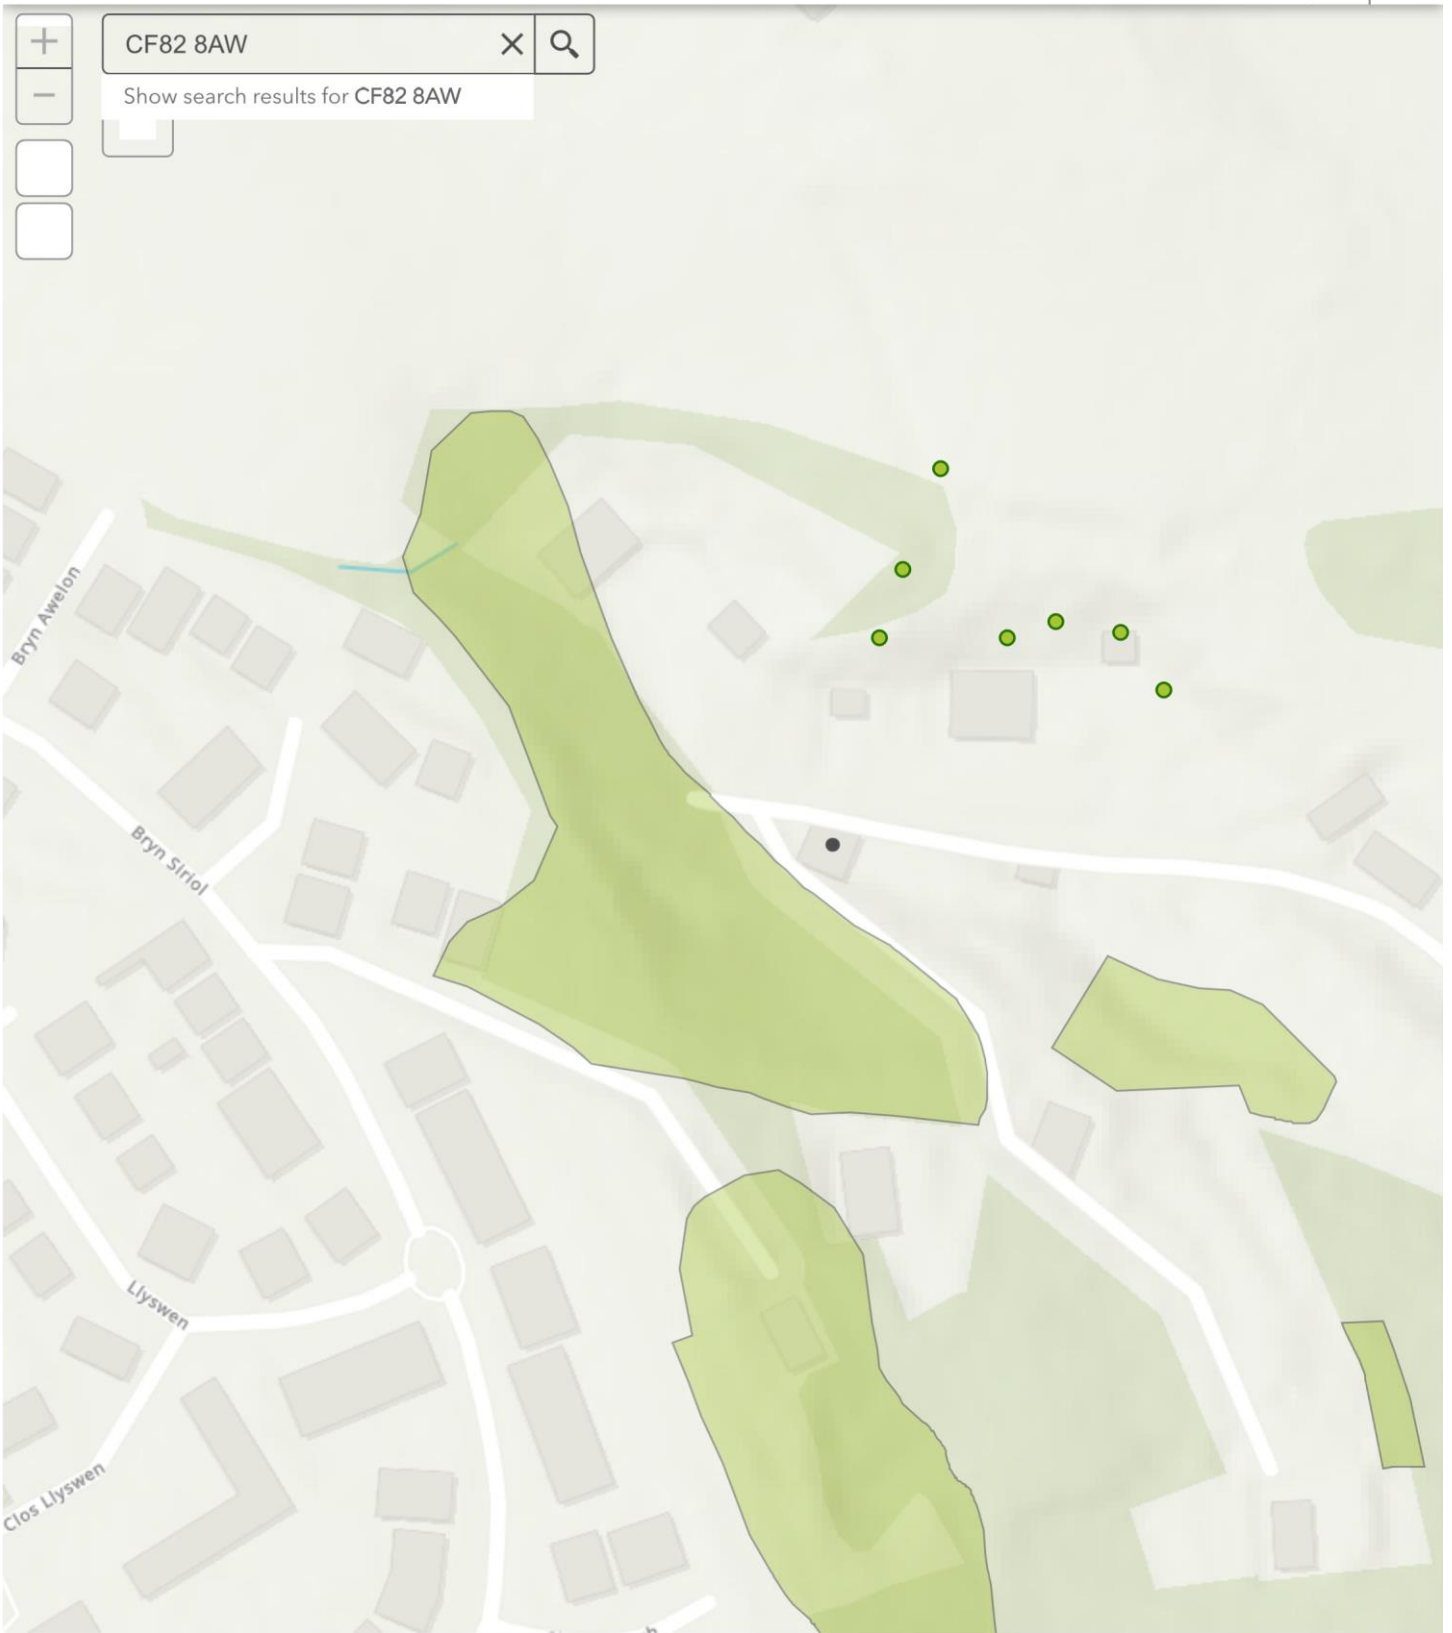 CF82 8AW
Show search results for CF82 8AW
Bryn Awelon
Bryn Siriol
Llyswen
Clos Llyswen